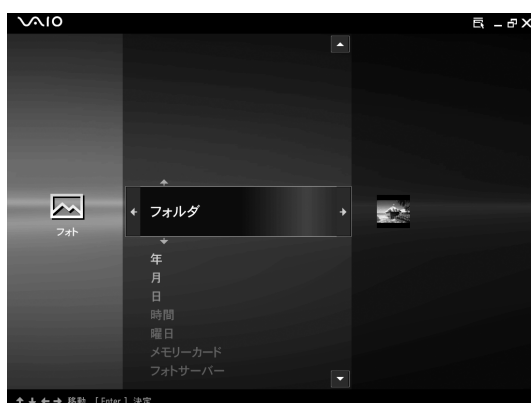 VAIO
フォルダ
フォト
年
月
日
時間
曜日
メモリーカード
フォトサーバー
↑ ↓ ← → 移動 [Enter] 決定